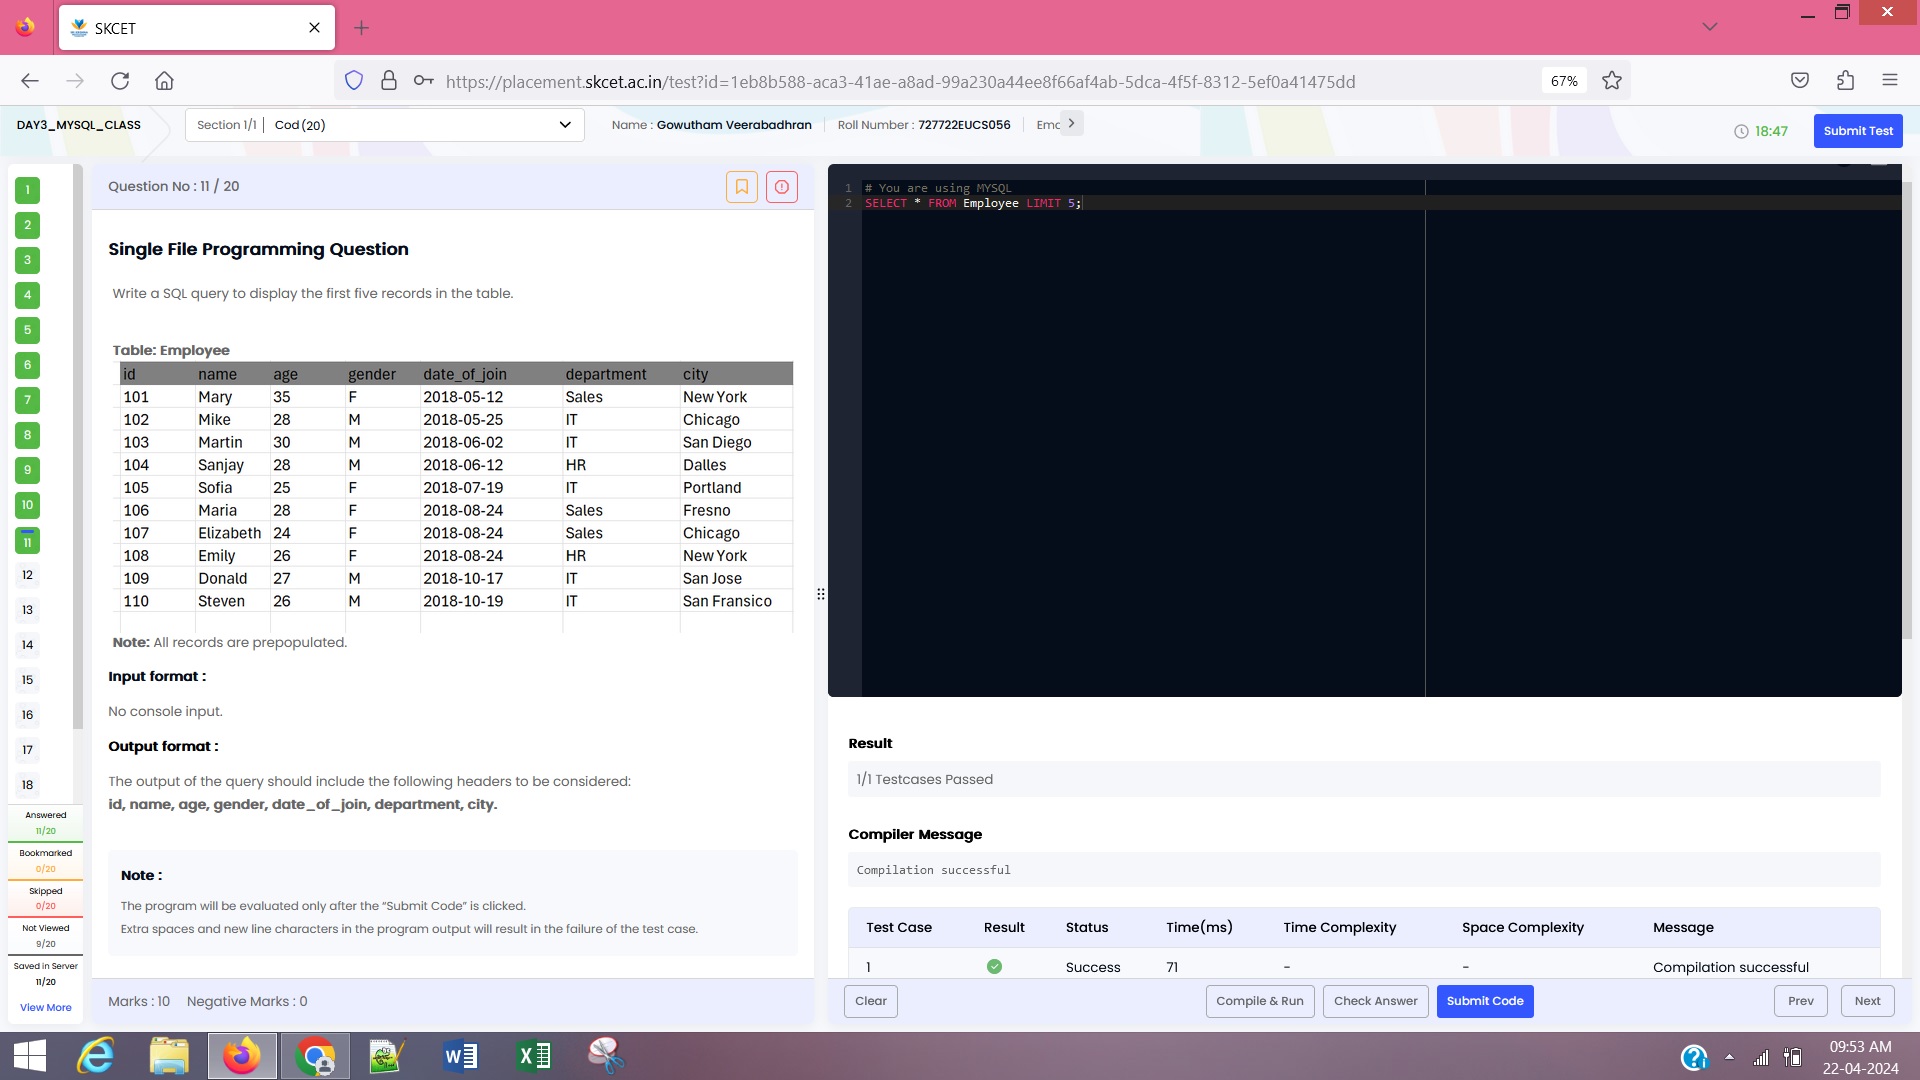 SKCET
https://placement.skcet.ac.in/test?id=1eb8b588-aca3-41ae-a8ad-99a230a44ee8f66af4ab-5dca-4f5f-8312-5ef0a41475dd
67%
DAY3_MYSQL_CLASS
Section 1/1 | Cod (20)
Name : Gowutham Veerabadhran
Roll Number : 727722EUCS056
Ema
18:47
Submit Test
1
2
3
4
5
6
7
8
9
10
11
12
13
14
15
16
17
18
Answered
11/20
Bookmarked
0/20
Skipped
0/20
Not Viewed
9/20
Saved in Server
11/20
View More
Question No : 11 / 20
Single File Programming Question
Write a SQL query to display the first five records in the table.
Table: Employee
id name age gender date_of_join department city
101 Mary 35 F 2018-05-12 Sales New York
102 Mike 28 M 2018-05-25 IT Chicago
103 Martin 30 M 2018-06-02 IT San Diego
104 Sanjay 28 M 2018-06-12 HR Dalles
105 Sofia 25 F 2018-07-19 IT Portland
106 Maria 28 F 2018-08-24 Sales Fresno
107 Elizabeth 24 F 2018-08-24 Sales Chicago
108 Emily 26 F 2018-08-24 HR New York
109 Donald 27 M 2018-10-17 IT San Jose
110 Steven 26 M 2018-10-19 IT San Fransico
Note: All records are prepopulated.
Input format :
No console input.
Output format :
The output of the query should include the following headers to be considered:
id, name, age, gender, date_of_join, department, city.
Note :
The program will be evaluated only after the “Submit Code” is clicked.
Extra spaces and new line characters in the program output will result in the failure of the test case.
Marks : 10 Negative Marks : 0
1 # You are using MYSQL
2 SELECT * FROM Employee LIMIT 5;
Result
1/1 Testcases Passed
Compiler Message
Compilation successful
Test Case Result Status Time(ms) Time Complexity Space Complexity Message
1 Success 71 - - Compilation successful
Clear
Compile & Run
Check Answer
Submit Code
Prev
Next
09:53 AM
22-04-2024